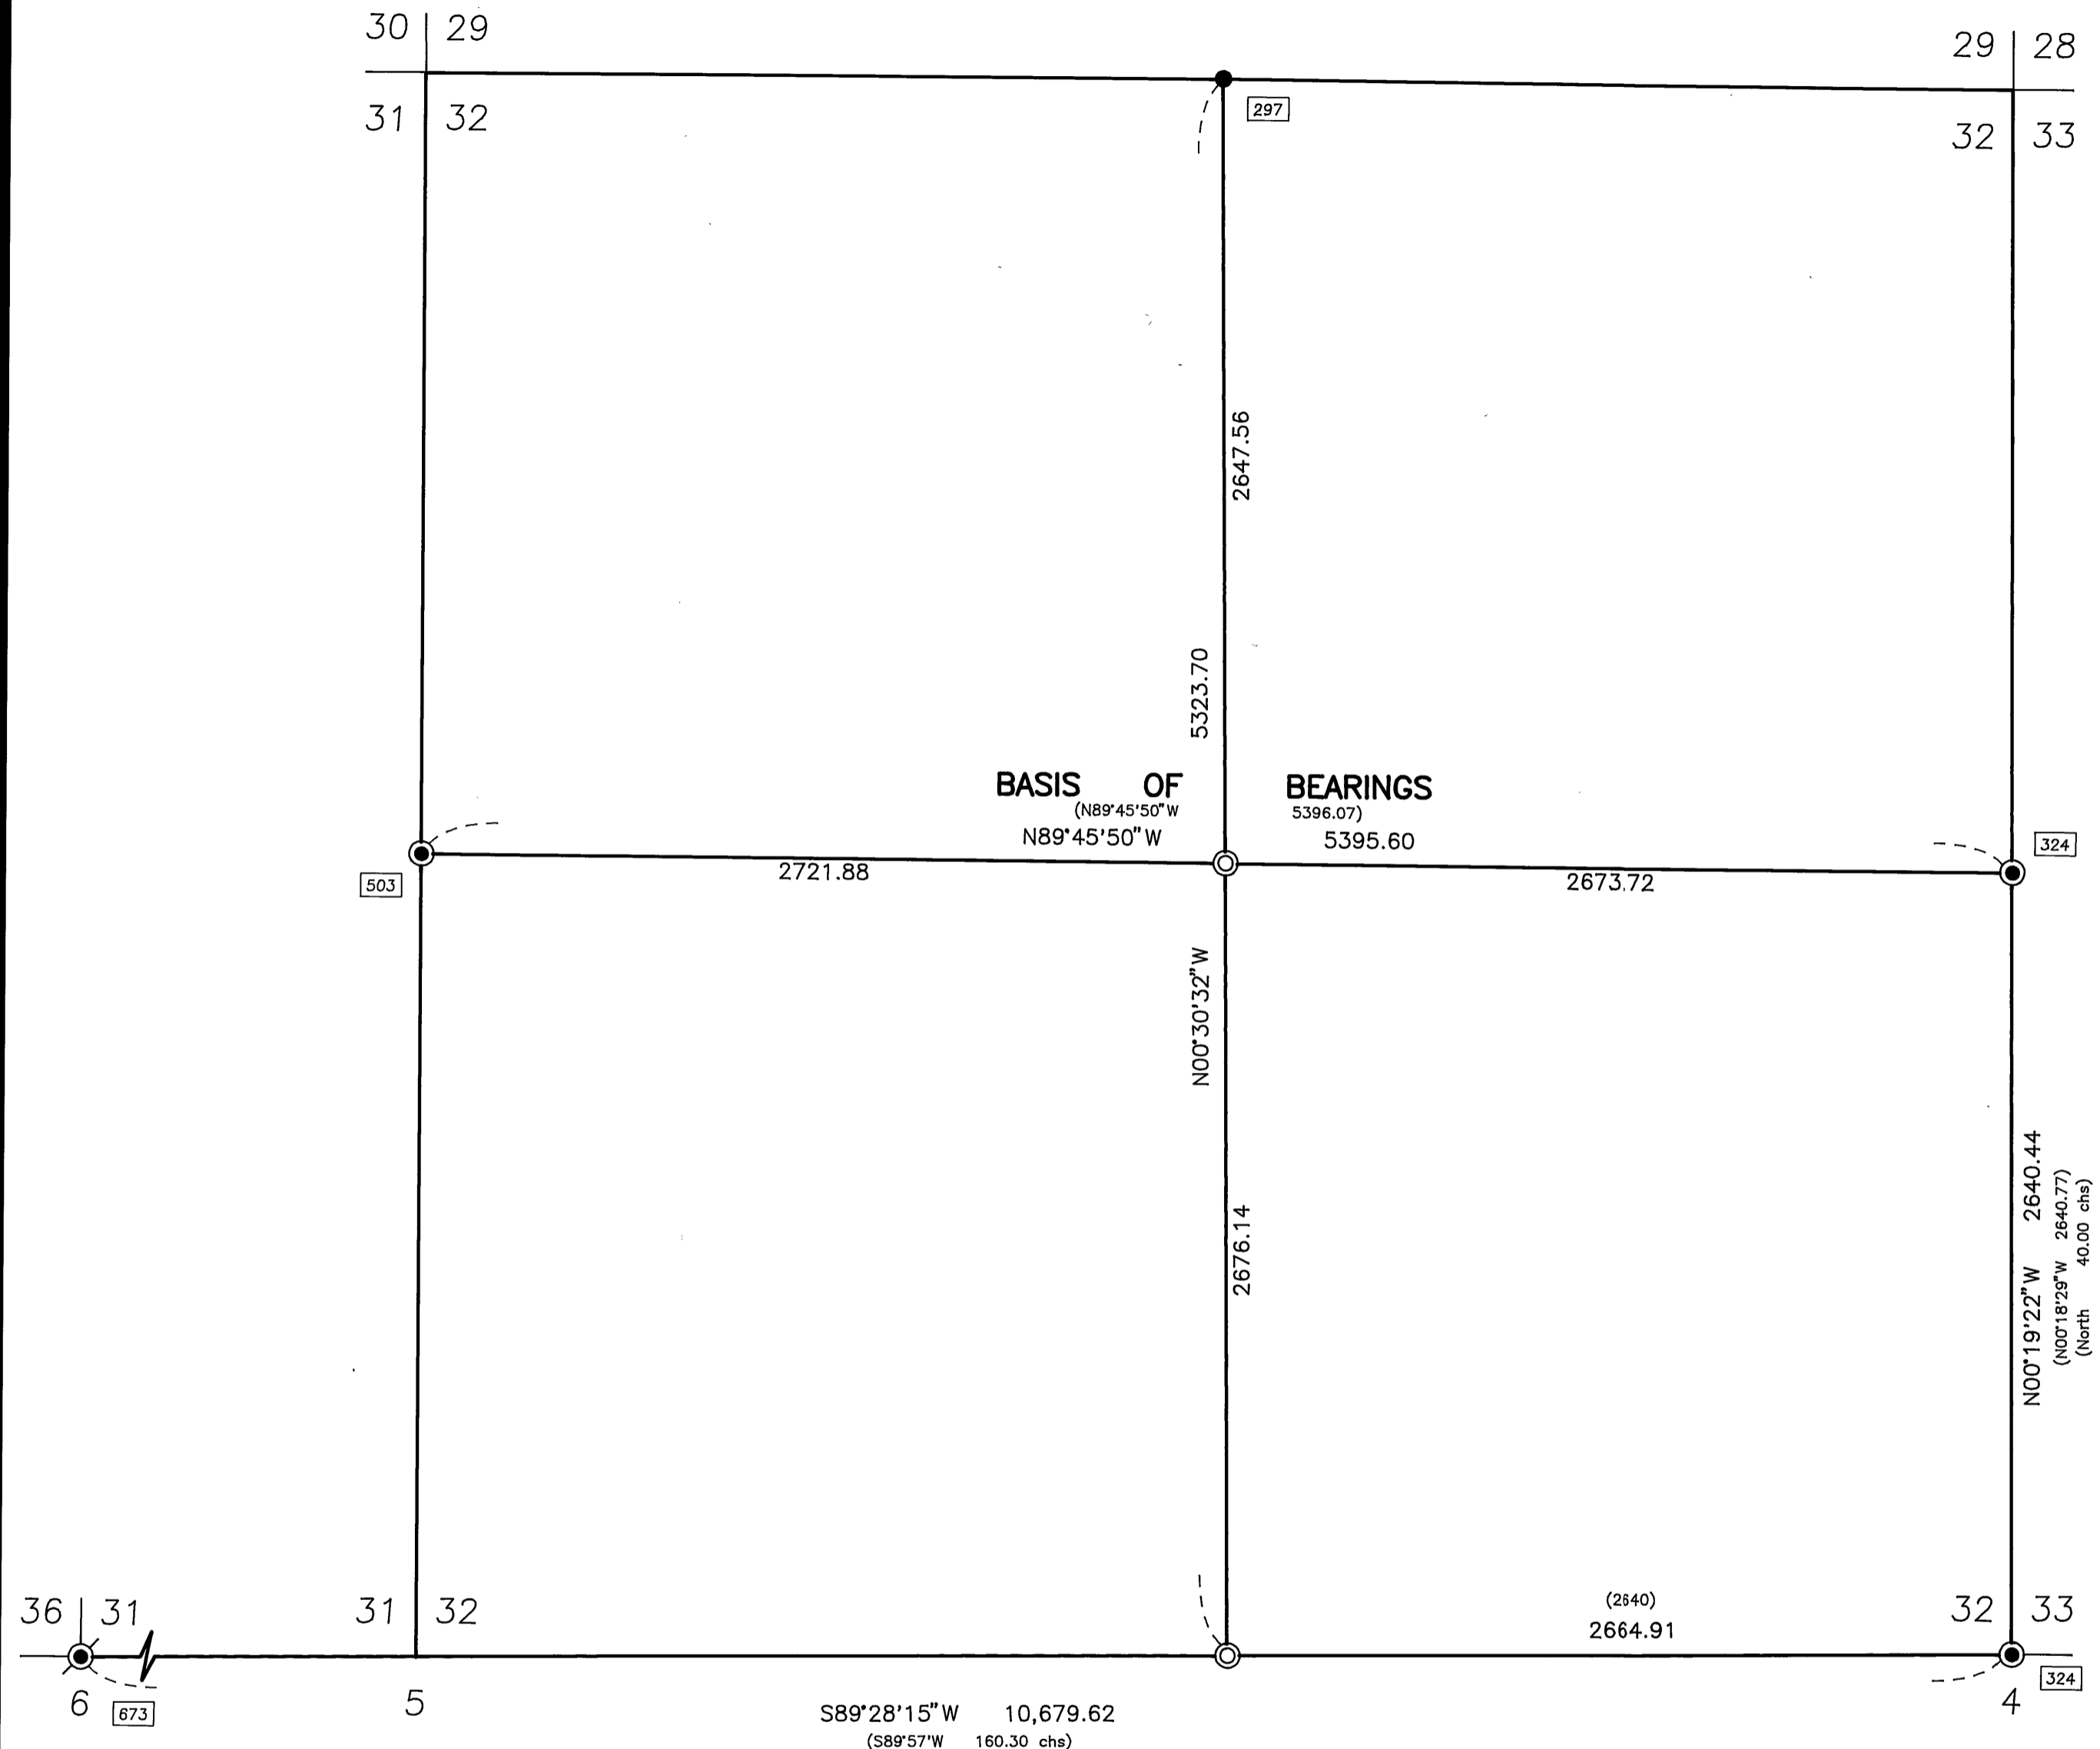 30 29
29 28
31 32
297
32 33
2647.56
5323.70
BASIS OF BEARINGS
(N89°45'50"W 5396.07)
N89°45'50"W 5395.60
324
2721.88
2673.72
503
N00°30'32"W
2676.14
N00°19'22"W 2640.44
(N00°18'29"W 2640.77)
(North 40.00 chs)
36 31
31 32
(2640)
2664.91
32 33
6
673
5
S89°28'15"W 10,679.62
(S89°57'W 160.30 chs)
4
324